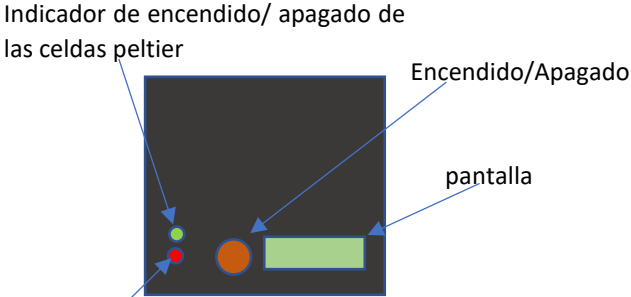 Indicador de encendido/ apagado de
las celdas peltier
Encendido/Apagado
pantalla